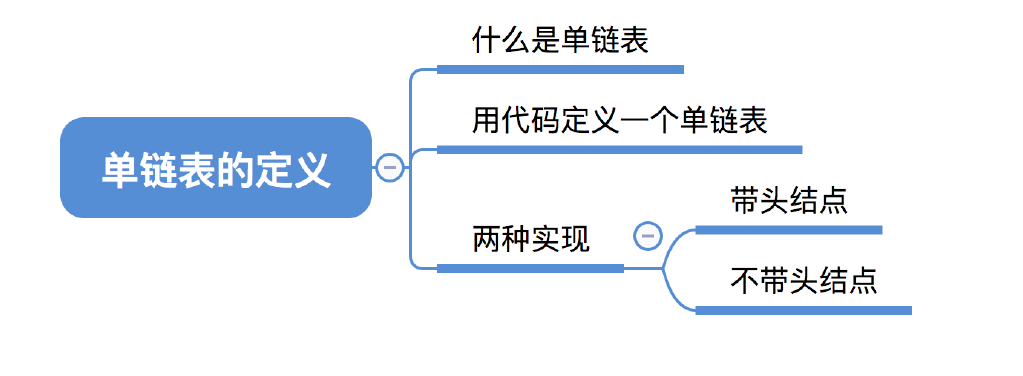 什么是单链表
用代码定义一个单链表
单链表的定义
带头结点
两种实现
不带头结点